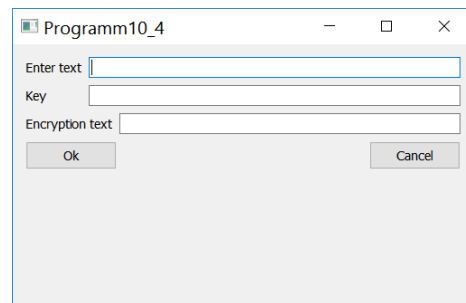 Programm10_4
Enter text
Key
Encryption text
Ok Cancel